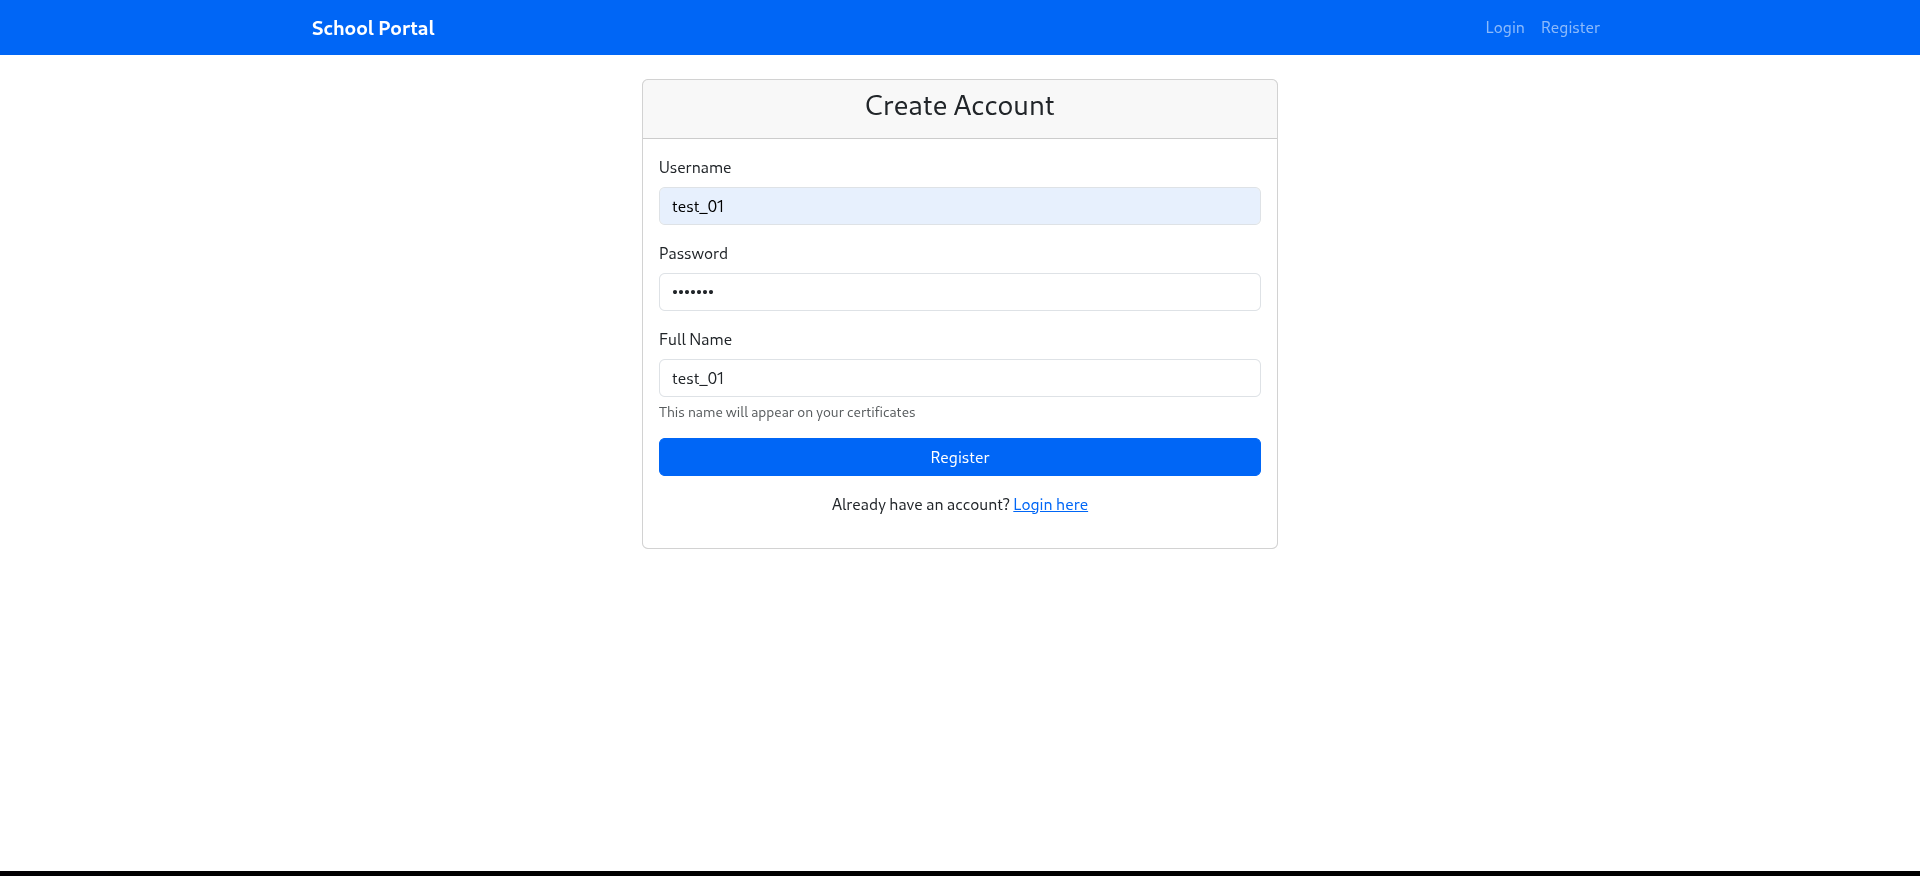 School Portal
Login Register
Create Account
Username
test_01
Password
•••••••
Full Name
test_01
This name will appear on your certificates
Register
Already have an account? Login here